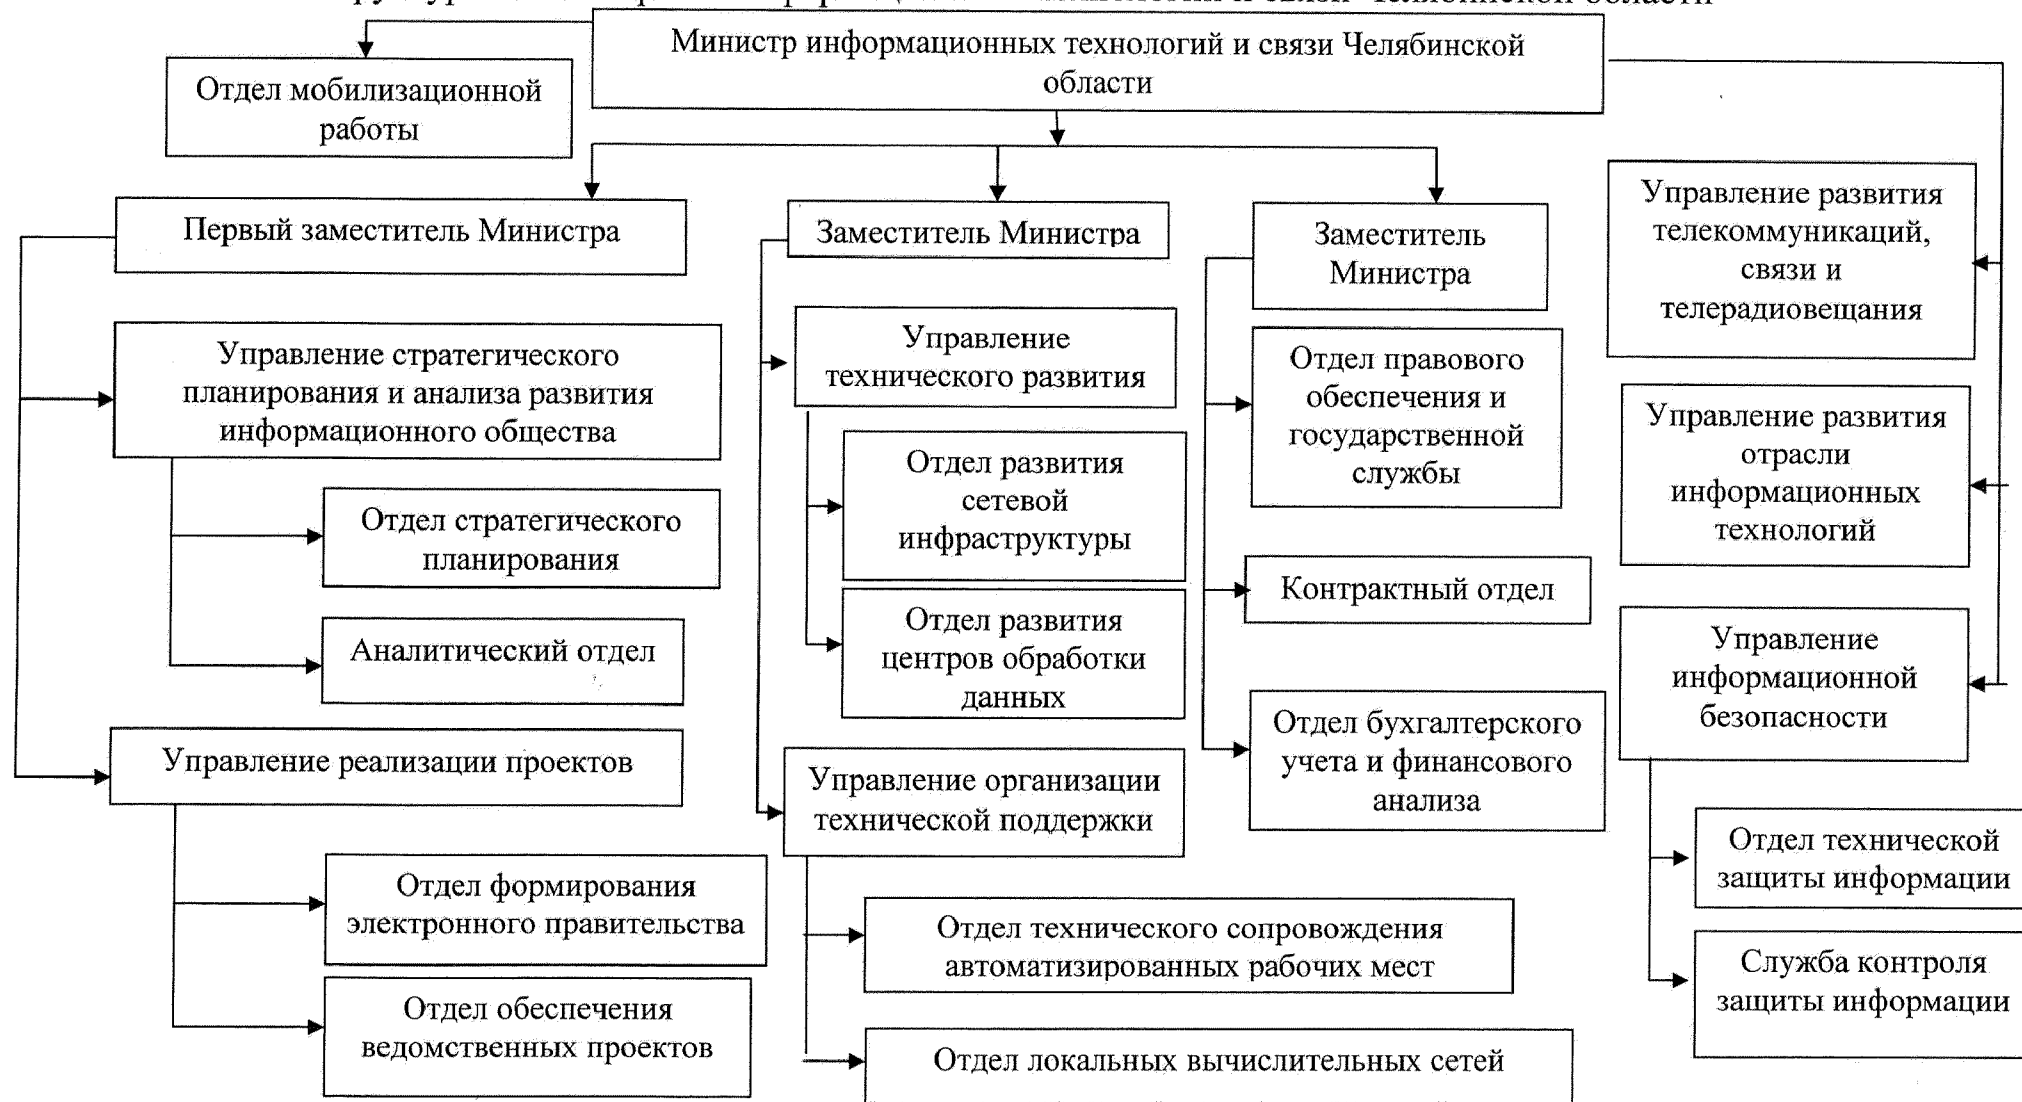 информационных технологий и связи Челябинской области
Министр информационных технологий и связи Челябинской
области
Отдел мобилизационной
работы
Первый заместитель Министра
Управление стратегического
планирования и анализа развития
информационного общества
Отдел стратегического
планирования
Аналитический отдел
Управление реализации проектов
Отдел формирования
электронного правительства
Отдел обеспечения
ведомственных проектов
Заместитель Министра
Управление
технического развития
Отдел развития
сетевой
инфраструктуры
Отдел развития
центров обработки
данных
Управление организации
технической поддержки
Отдел технического сопровождения
автоматизированных рабочих мест
Отдел локальных вычислительных сетей
Заместитель
Министра
Отдел правового
обеспечения и
государственной
службы
Контрактный отдел
Отдел бухгалтерского
учета и финансового
анализа
Управление развития
телекоммуникаций,
связи и
телерадиовещания
Управление развития
отрасли
информационных
технологий
Управление
информационной
безопасности
Отдел технической
защиты информации
Служба контроля
защиты информации